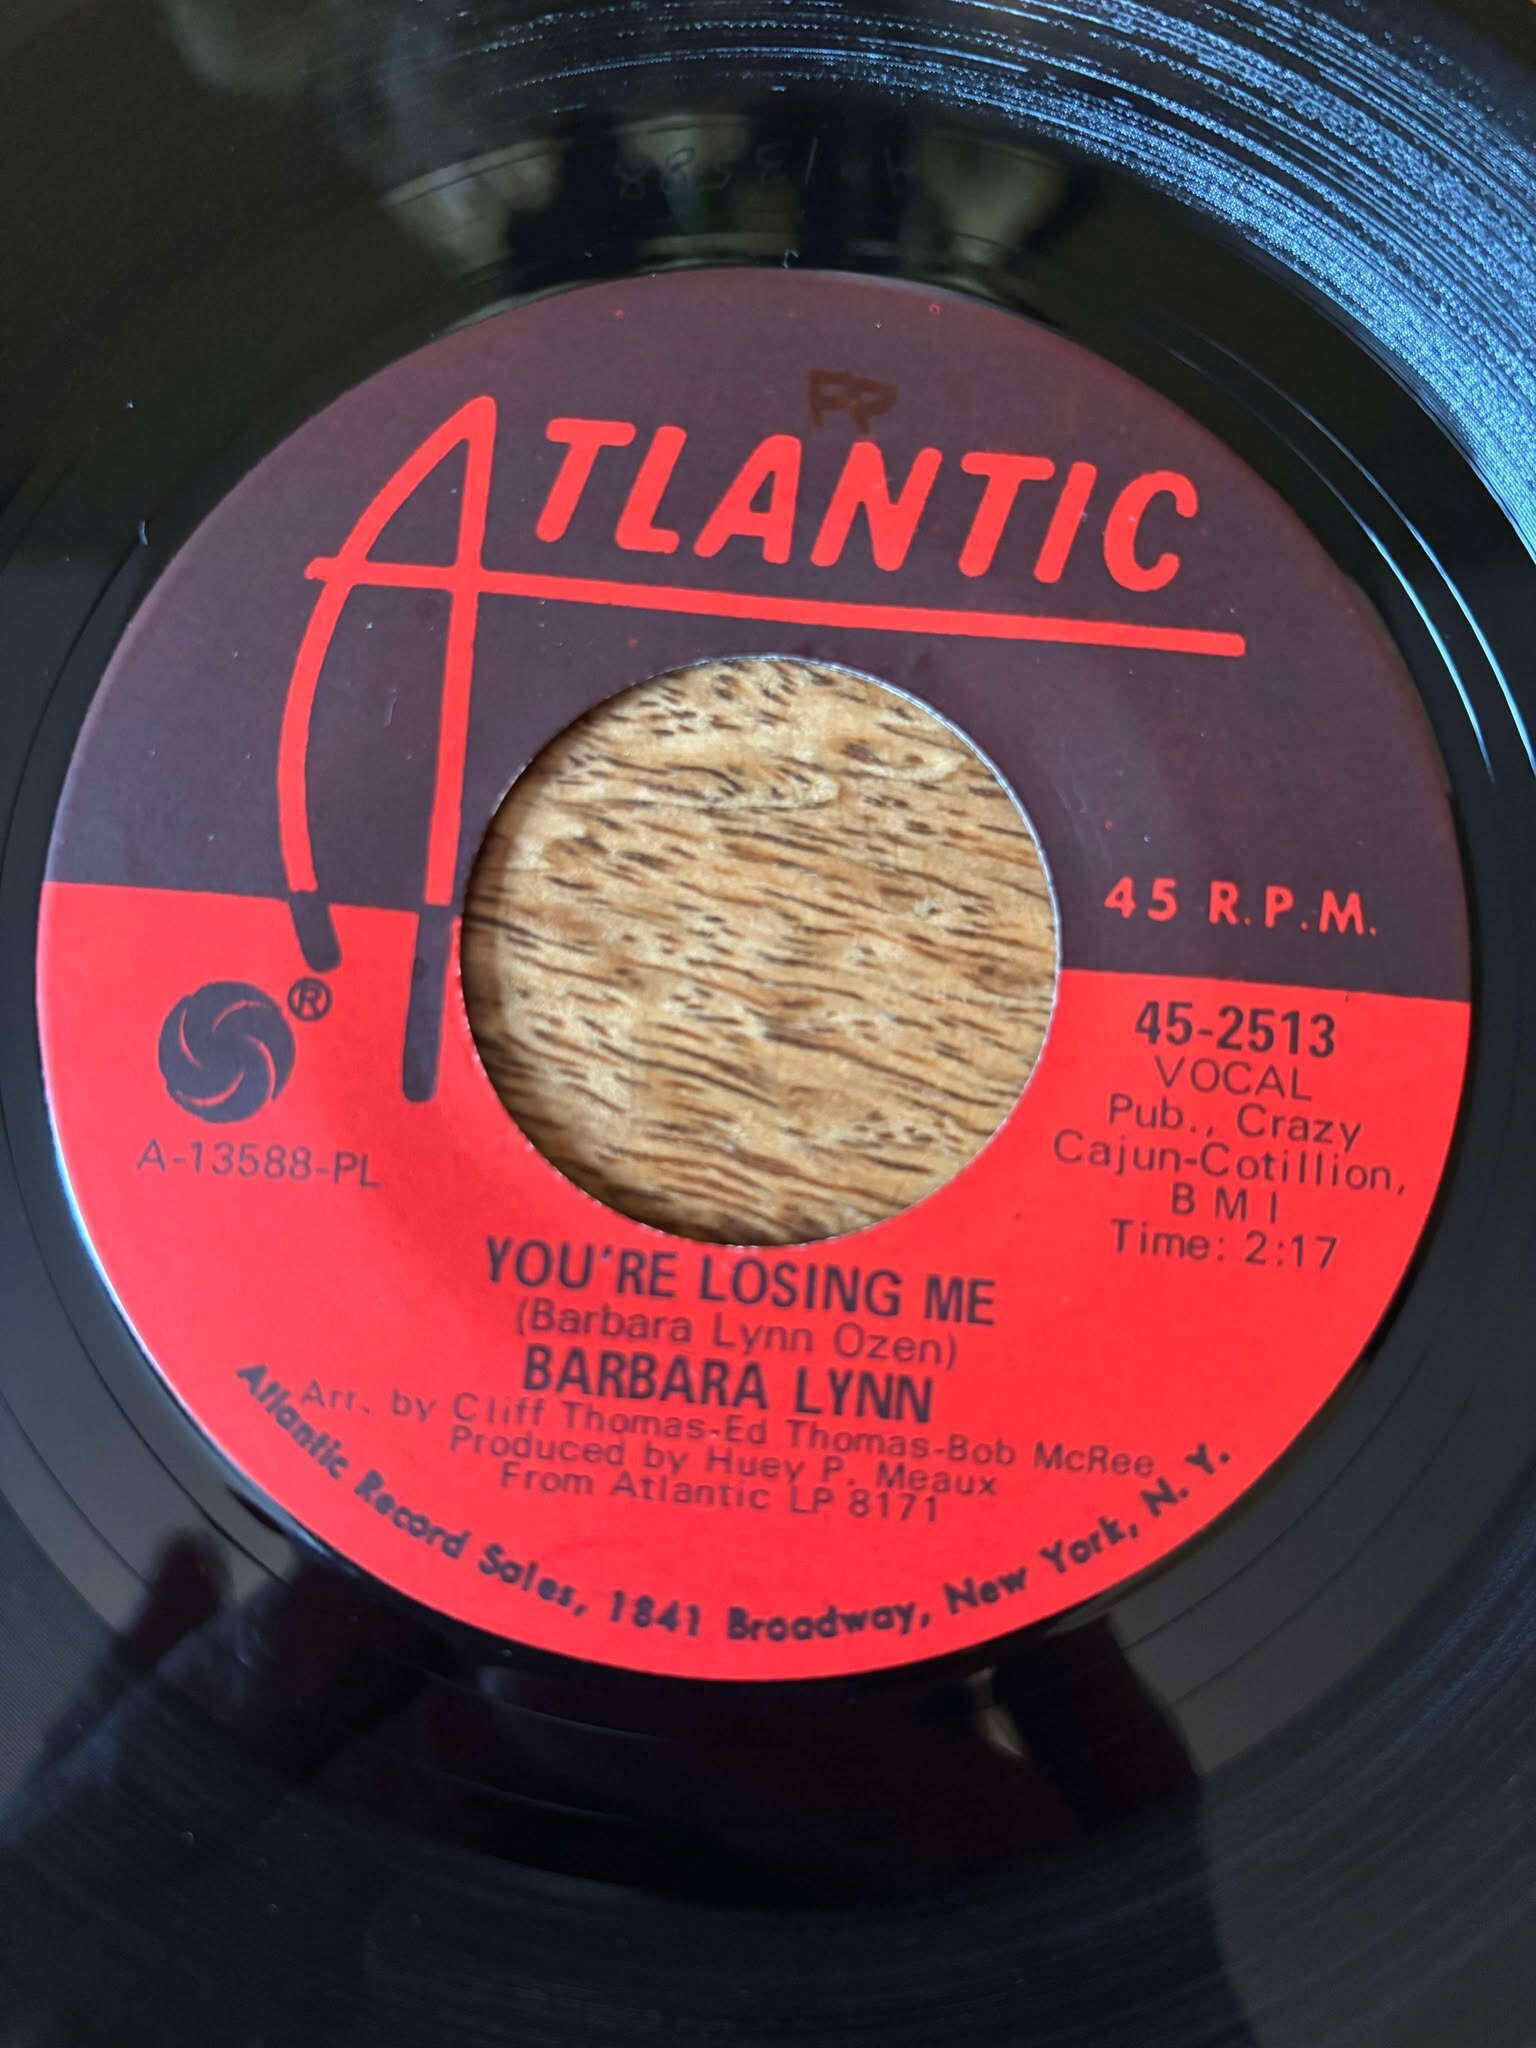 FP
ATLANTIC
45 R.P.M.
®
A-13588-PL
45-2513
VOCAL
Pub., Crazy
Cajun-Cotillion,
B M I
Time: 2:17
YOU'RE LOSING ME
(Barbara Lynn Ozen)
BARBARA LYNN
Arr. by Cliff Thomas-Ed Thomas-Bob McRee
Produced by Huey P. Meaux
From Atlantic LP 8171
Atlantic Record Sales, 1841 Broadway, New York, N. Y.